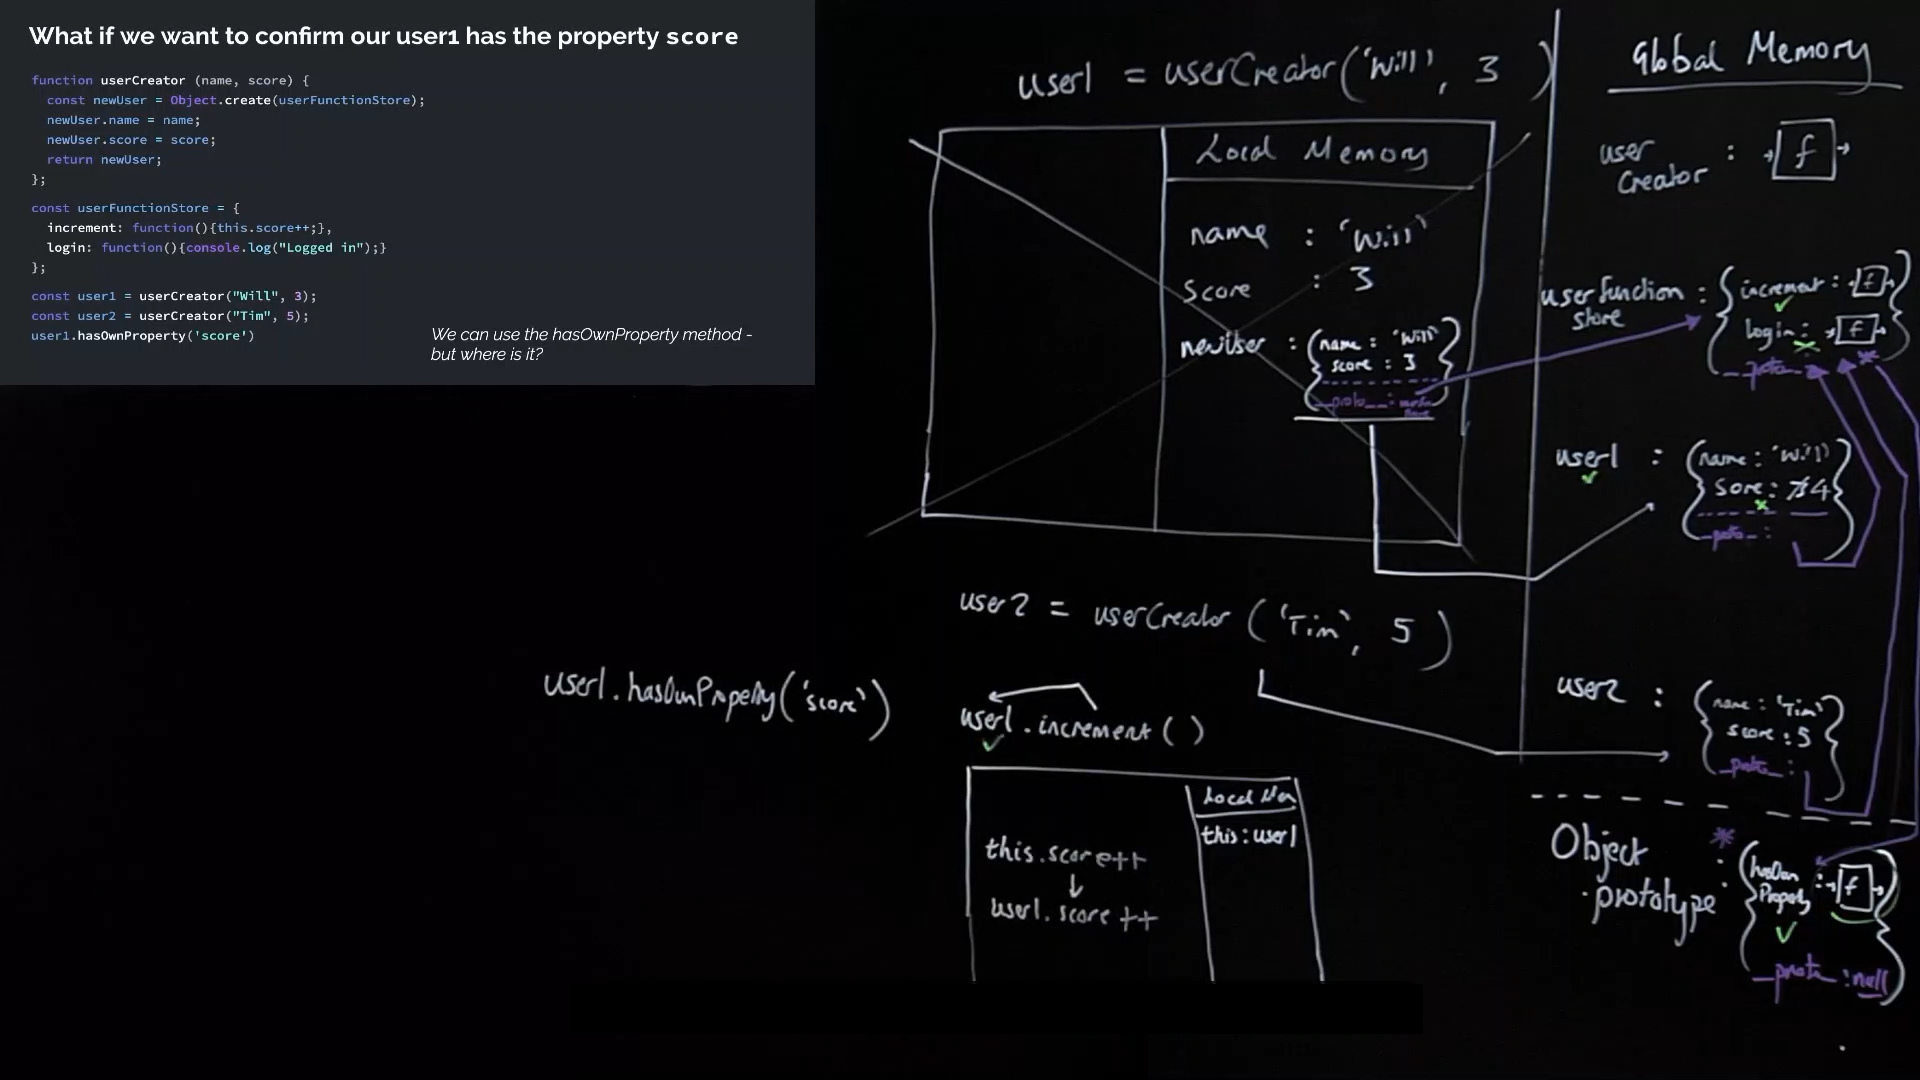 What if we want to confirm our user1 has the property score
function userCreator (name, score) {
const newUser = Object.create(userFunctionStore);
newUser.name = name;
newUser.score = score;
return newUser;
};
const userFunctionStore = {
increment: function(){this.score++;},
login: function(){console.log("Logged in");}
};
const user1 = userCreator("Will", 3);
const user2 = userCreator("Tim", 5);
user1.hasOwnProperty('score')
We can use the hasOwnProperty method -
but where is it?
user1 = userCreator('Will', 3)
Local Memory
name : 'Will'
Score : 3
newUser : {name : 'Will'
score : 3
__proto__ :
}
user2 = userCreator ('Tim', 5)
user1.hasOwnProperty('score')
user1.increment()
Local Mem
this: user1
this.score++
↓
user1.score++
Global Memory
user
Creator : f
userfunction
store : {increment : f
login : f
__proto__ }
user1 : {name : 'Will'
Score: 3 4
__proto__ :
}
user2 : {name : 'Tim'
score : 5
__proto__ :
}
Object
prototype * : {hasOwn
Property : f
__proto__ : null}